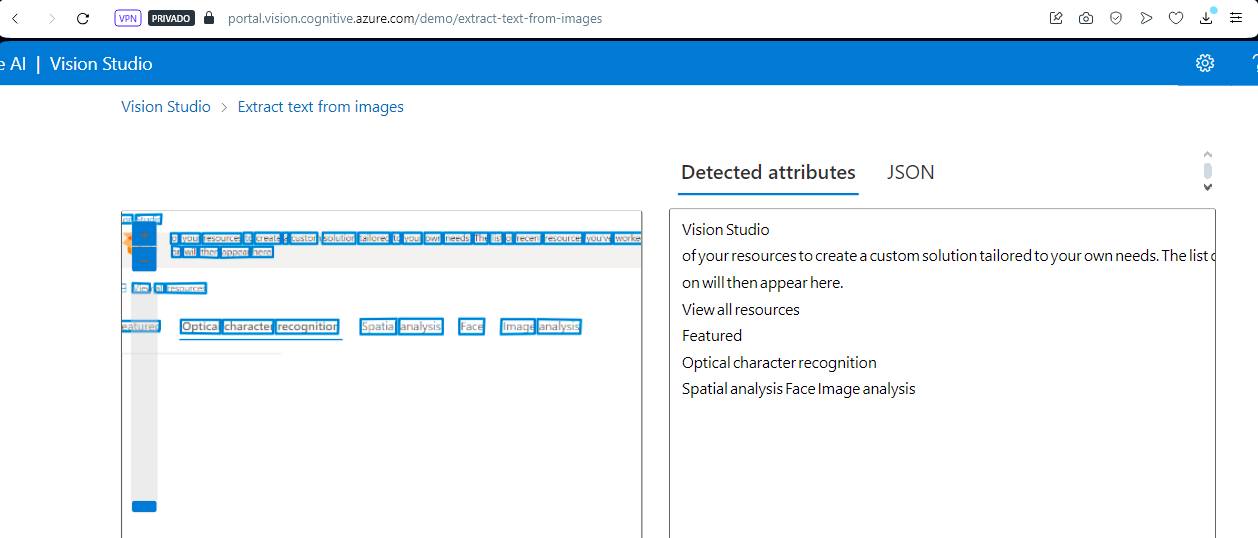 VPN PRIVADO portal.vision.cognitive.azure.com/demo/extract-text-from-images
e AI | Vision Studio
Vision Studio > Extract text from images
Detected attributes JSON
on Studio
of your resources to create a custom solution tailored to your own needs. The list of recent resources you've worked
on will then appear here.
View all resources
eatured Optical character recognition Spatial analysis Face Image analysis
Vision Studio
of your resources to create a custom solution tailored to your own needs. The list o
on will then appear here.
View all resources
Featured
Optical character recognition
Spatial analysis Face Image analysis